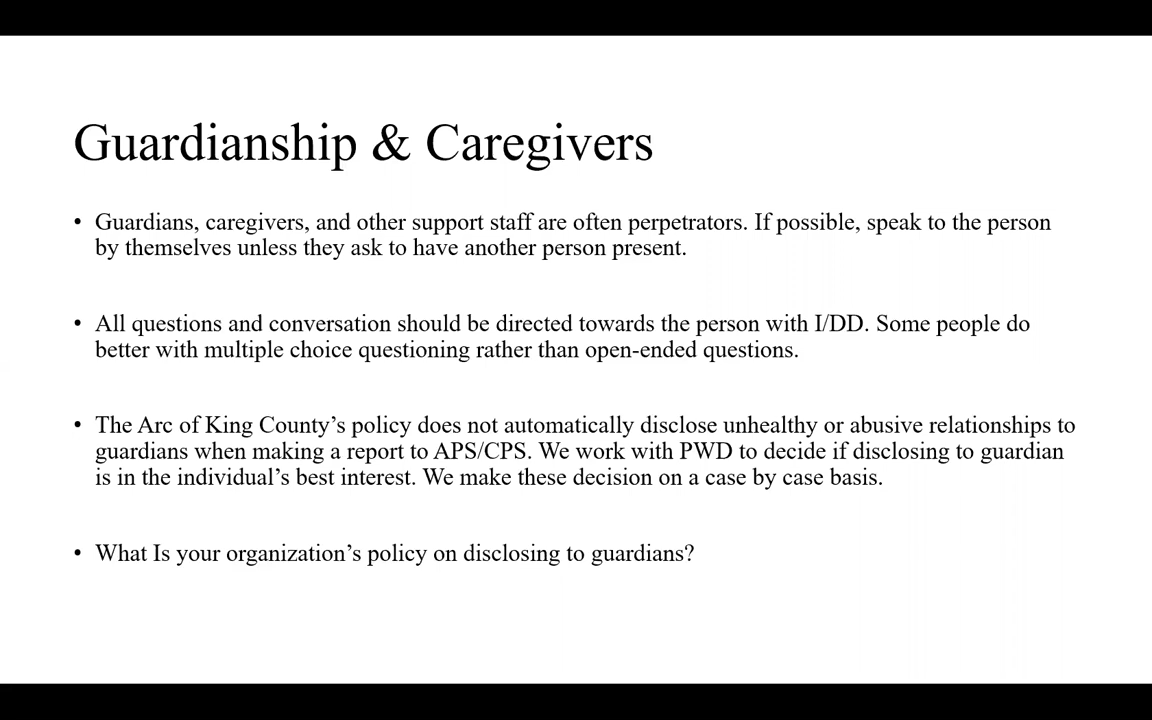 Guardianship & Caregivers
• Guardians, caregivers, and other support staff are often perpetrators. If possible, speak to the person
by themselves unless they ask to have another person present.
• All questions and conversation should be directed towards the person with I/DD. Some people do
better with multiple choice questioning rather than open-ended questions.
• The Arc of King County’s policy does not automatically disclose unhealthy or abusive relationships to
guardians when making a report to APS/CPS. We work with PWD to decide if disclosing to guardian
is in the individual’s best interest. We make these decision on a case by case basis.
• What Is your organization’s policy on disclosing to guardians?